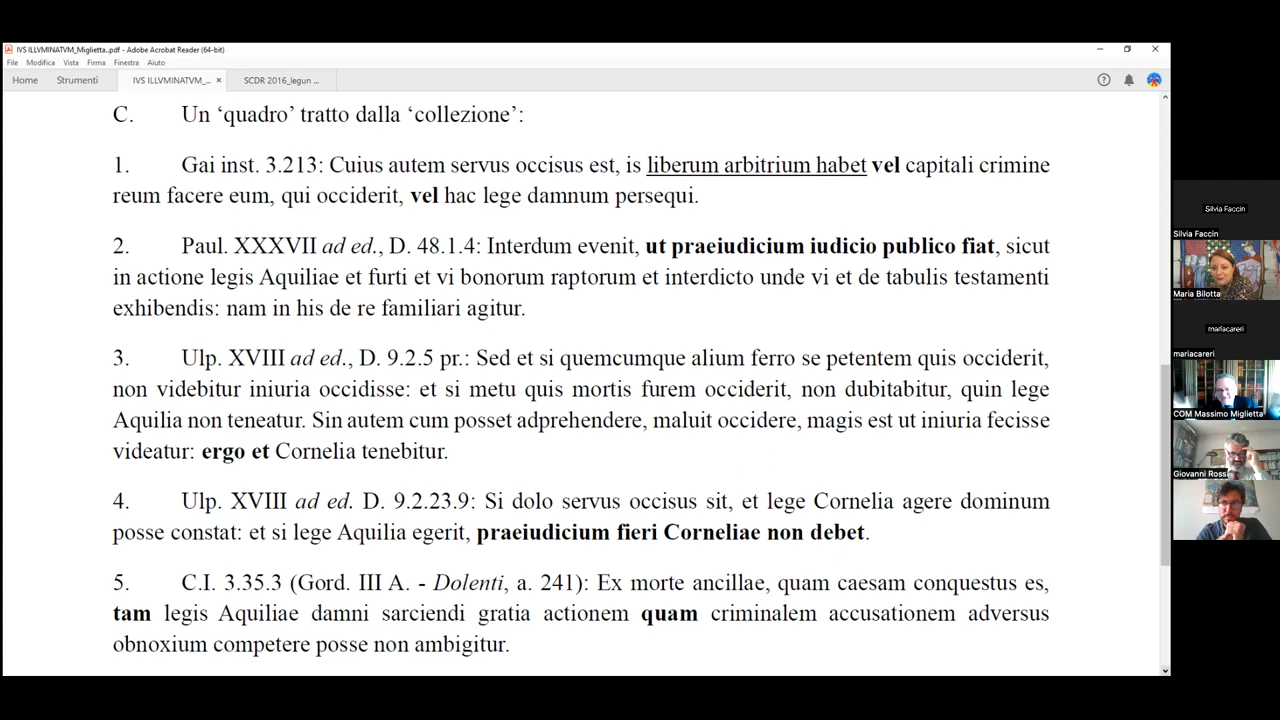 IVS ILLVMINATVM_Miglietta..pdf - Adobe Acrobat Reader (64-bit)
File Modifica Vista Firma Finestra Aiuto
Home Strumenti IVS ILLVMINATVM_... × SCDR 2016_legun ...
C. Un ‘quadro’ tratto dalla ‘collezione’:
1. Gai inst. 3.213: Cuius autem servus occisus est, is liberum arbitrium habet vel capitali crimine
reum facere eum, qui occiderit, vel hac lege damnum persequi.
2. Paul. XXXVII ad ed., D. 48.1.4: Interdum evenit, ut praeiudicium iudicio publico fiat, sicut
in actione legis Aquiliae et furti et vi bonorum raptorum et interdicto unde vi et de tabulis testamenti
exhibendis: nam in his de re familiari agitur.
3. Ulp. XVIII ad ed., D. 9.2.5 pr.: Sed et si quemcumque alium ferro se petentem quis occiderit,
non videbitur iniuria occidisse: et si metu quis mortis furem occiderit, non dubitabitur, quin lege
Aquilia non teneatur. Sin autem cum posset adprehendere, maluit occidere, magis est ut iniuria fecisse
videatur: ergo et Cornelia tenebitur.
4. Ulp. XVIII ad ed. D. 9.2.23.9: Si dolo servus occisus sit, et lege Cornelia agere dominum
posse constat: et si lege Aquilia egerit, praeiudicium fieri Corneliae non debet.
5. C.I. 3.35.3 (Gord. III A. - Dolenti, a. 241): Ex morte ancillae, quam caesam conquestus es,
tam legis Aquiliae damni sarciendi gratia actionem quam criminalem accusationem adversus
obnoxium competere posse non ambigitur.
Silvia Faccin
Silvia Faccin
Maria Bilotta
mariacareri
mariacareri
COM Massimo Miglietta
Giovanni Rossi